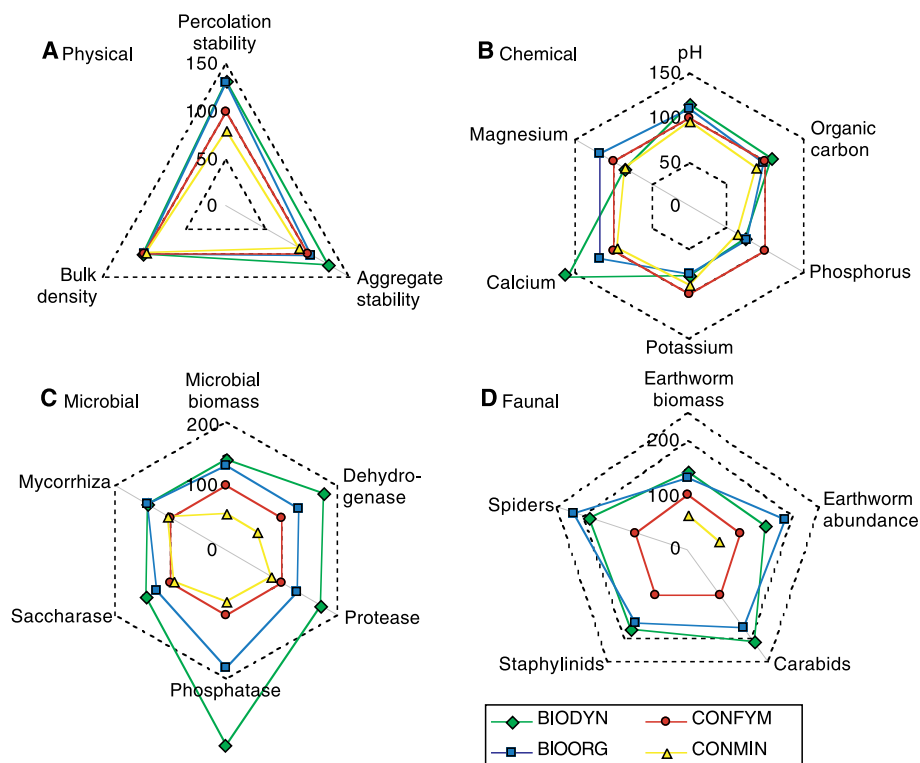 A Physical
Percolation
stability
150
100
50
0
Bulk
density
Aggregate
stability
B Chemical
pH
150
100
50
0
Magnesium
Organic
carbon
Calcium
Phosphorus
Potassium
C Microbial
Microbial
biomass
200
100
0
Mycorrhiza
Dehydro-
genase
Saccharase
Protease
Phosphatase
D Faunal
Earthworm
biomass
200
100
0
Spiders
Earthworm
abundance
Staphylinids
Carabids
BIODYN
CONFYM
BIOORG
CONMIN